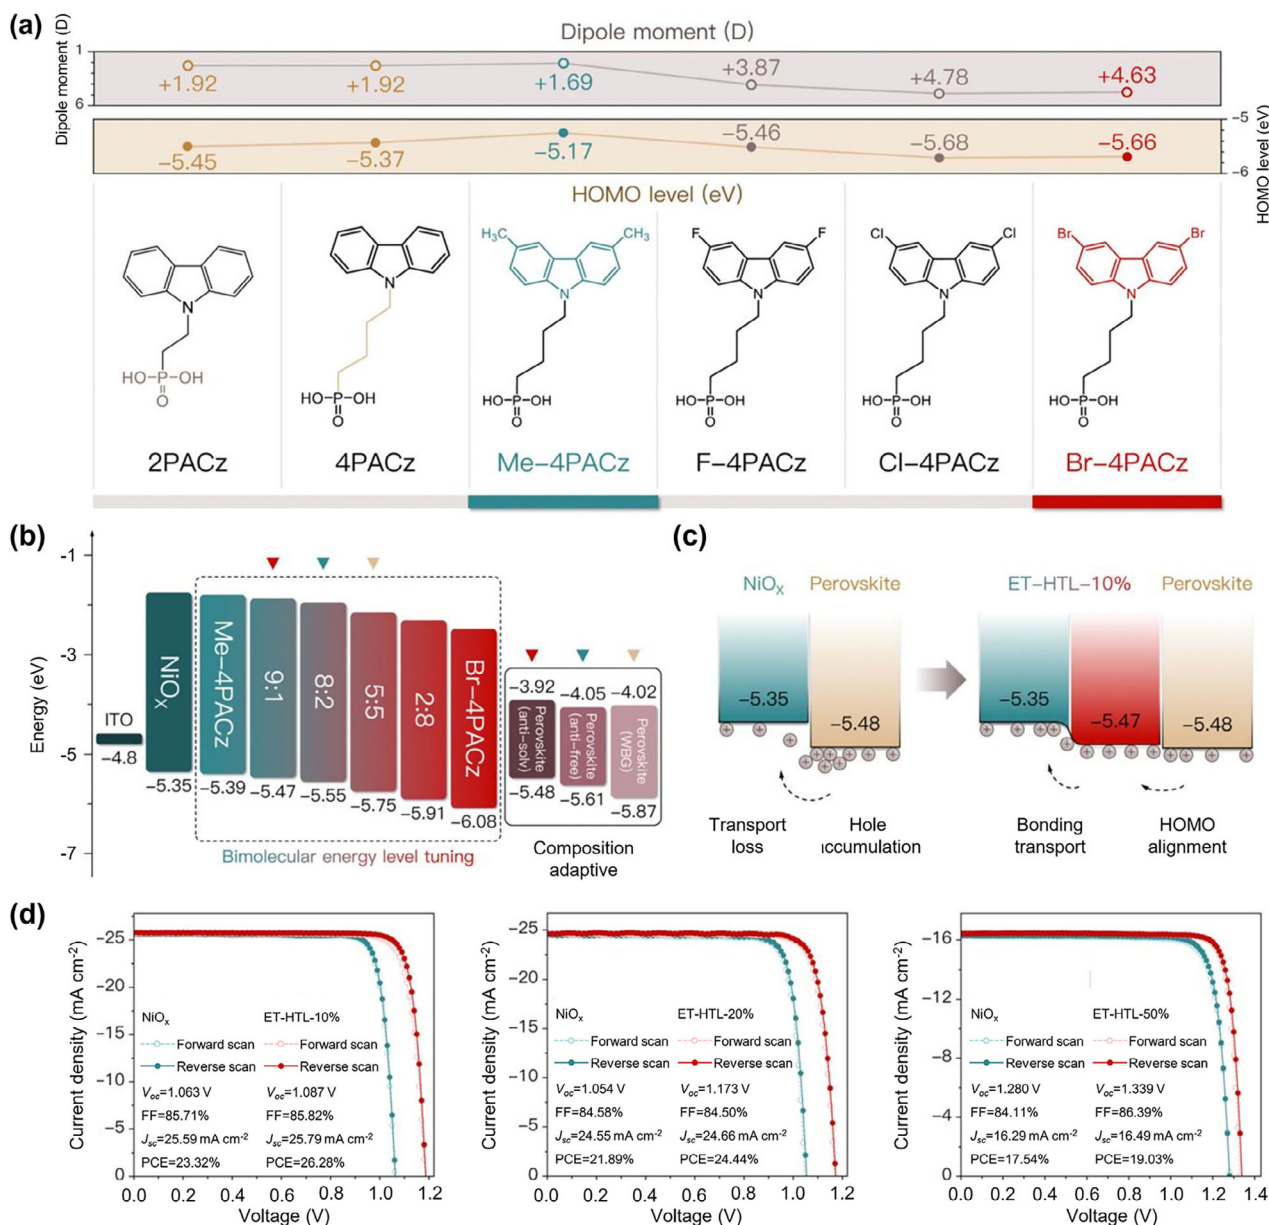 (a)
Dipole moment (D)
Dipole moment (D)
1
6
+1.92
+1.92
+1.69
+3.87
+4.78
+4.63
-5
-6
HOMO level (eV)
−5.45
−5.37
−5.17
−5.46
−5.68
−5.66
HOMO level (eV)
N
HO–P–OH
O
2PACz
N
HO–P–OH
O
4PACz
H₃C
CH₃
N
HO–P–OH
O
Me–4PACz
F
F
N
HO–P–OH
O
F–4PACz
Cl
Cl
N
HO–P–OH
O
Cl–4PACz
Br
Br
N
HO–P–OH
O
Br–4PACz
(b)
Energy (eV)
-1
-3
-5
-7
ITO
−4.8
NiOₓ
−5.35
Me–4PACz
−5.39
9:1
−5.47
8:2
−5.55
5:5
−5.75
2:8
−5.91
Br–4PACz
−6.08
Bimolecular energy level tuning
−3.92
Perovskite
(anti–solv)
−5.48
−4.05
Perovskite
(anti–free)
−5.61
−4.02
Perovskite
(WBG)
−5.87
Composition
adaptive
(c)
NiOₓ
Perovskite
−5.35
−5.48
Transport
loss
Hole
accumulation
ET–HTL–10%
Perovskite
−5.35
−5.47
−5.48
Bonding
transport
HOMO
alignment
(d)
Current density (mA cm⁻²)
−25
−20
−15
−10
−5
0
NiOₓ
ET-HTL-10%
Forward scan
Forward scan
Reverse scan
Reverse scan
Voc=1.063 V
Voc=1.087 V
FF=85.71%
FF=85.82%
Jsc=25.59 mA cm⁻²
Jsc=25.79 mA cm⁻²
PCE=23.32%
PCE=26.28%
0.0
0.2
0.4
0.6
0.8
1.0
1.2
Voltage (V)
Current density (mA cm⁻²)
−25
−20
−15
−10
−5
0
NiOₓ
ET-HTL-20%
Forward scan
Forward scan
Reverse scan
Reverse scan
Voc=1.054 V
Voc=1.173 V
FF=84.58%
FF=84.50%
Jsc=24.55 mA cm⁻²
Jsc=24.66 mA cm⁻²
PCE=21.89%
PCE=24.44%
0.0
0.2
0.4
0.6
0.8
1.0
1.2
Voltage (V)
Current density (mA cm⁻²)
−16
−12
−8
−4
0
NiOₓ
ET-HTL-50%
Forward scan
Forward scan
Reverse scan
Reverse scan
Voc=1.280 V
Voc=1.339 V
FF=84.11%
FF=86.39%
Jsc=16.29 mA cm⁻²
Jsc=16.49 mA cm⁻²
PCE=17.54%
PCE=19.03%
0.0
0.2
0.4
0.6
0.8
1.0
1.2
1.4
Voltage (V)